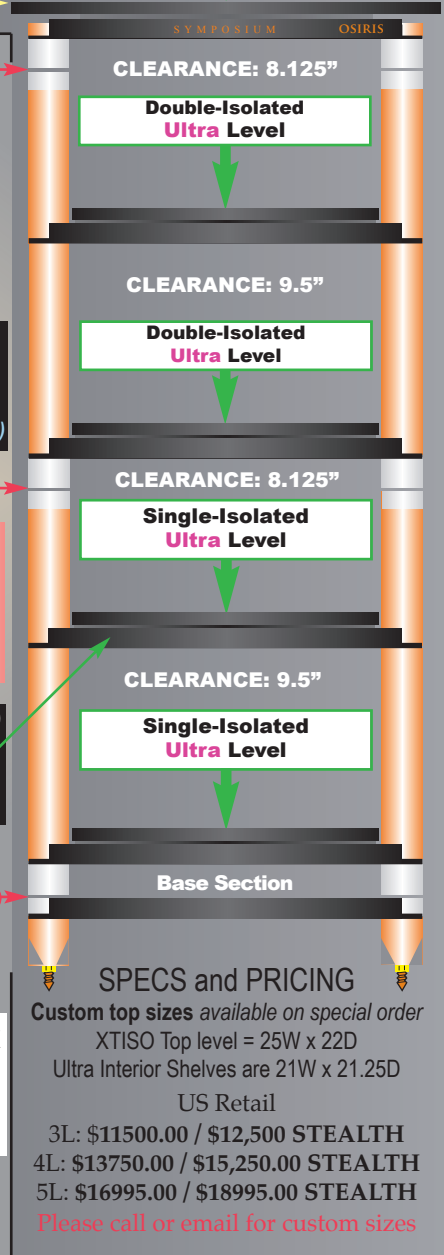 SYMPOSIUM OSIRIS
CLEARANCE: 8.125”
Double-Isolated
Ultra Level
CLEARANCE: 9.5”
Double-Isolated
Ultra Level
)
CLEARANCE: 8.125”
Single-Isolated
Ultra Level
CLEARANCE: 9.5”
Single-Isolated
Ultra Level
Base Section
SPECS and PRICING
Custom top sizes available on special order
XTISO Top level = 25W x 22D
Ultra Interior Shelves are 21W x 21.25D
US Retail
3L: $11500.00 / $12,500 STEALTH
4L: $13750.00 / $15,250.00 STEALTH
5L: $16995.00 / $18995.00 STEALTH
Please call or email for custom sizes